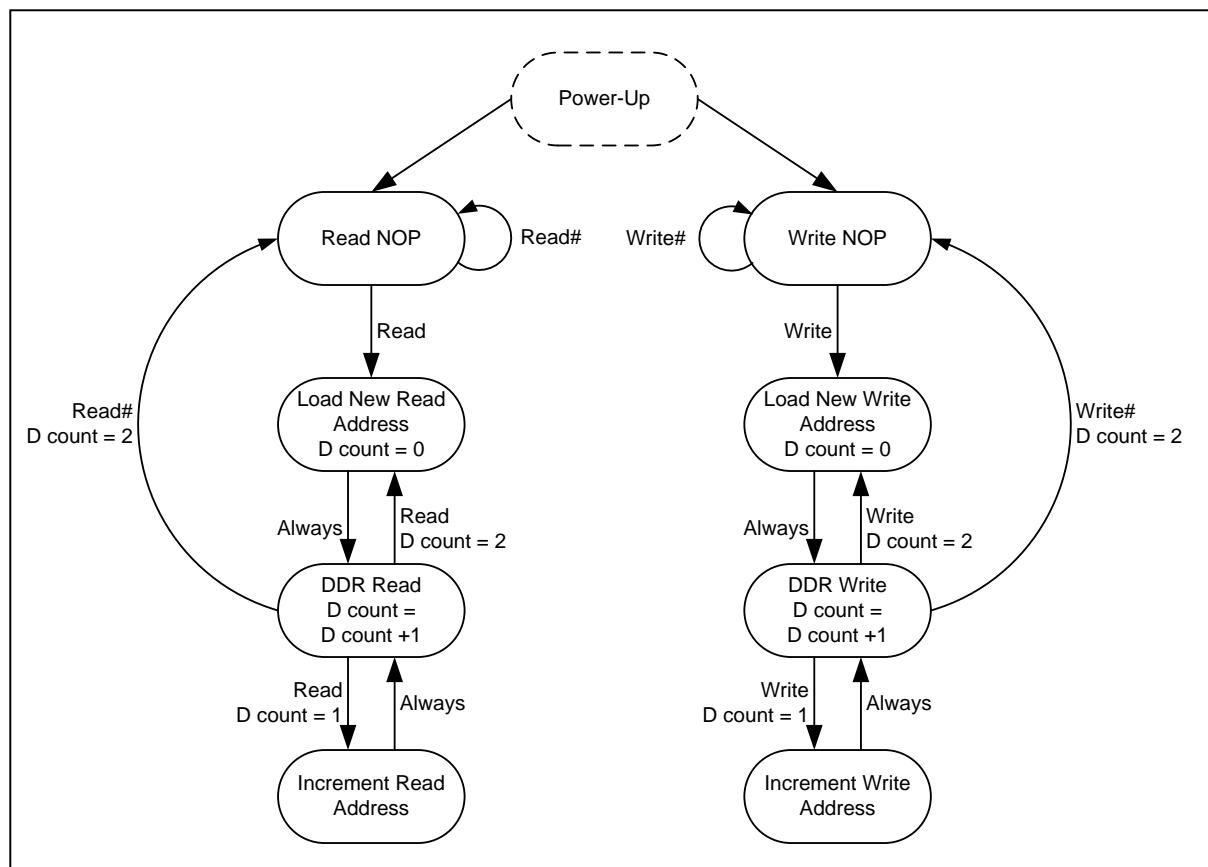 Power-Up
Read NOP
Read#
Write#
Write NOP
Read
Write
Load New Read
Address
D count = 0
Load New Write
Address
D count = 0
Read#
D count = 2
Write#
D count = 2
Always
Read
D count = 2
Always
Write
D count = 2
DDR Read
D count =
D count +1
DDR Write
D count =
D count +1
Read
D count = 1
Always
Write
D count = 1
Always
Increment Read
Address
Increment Write
Address